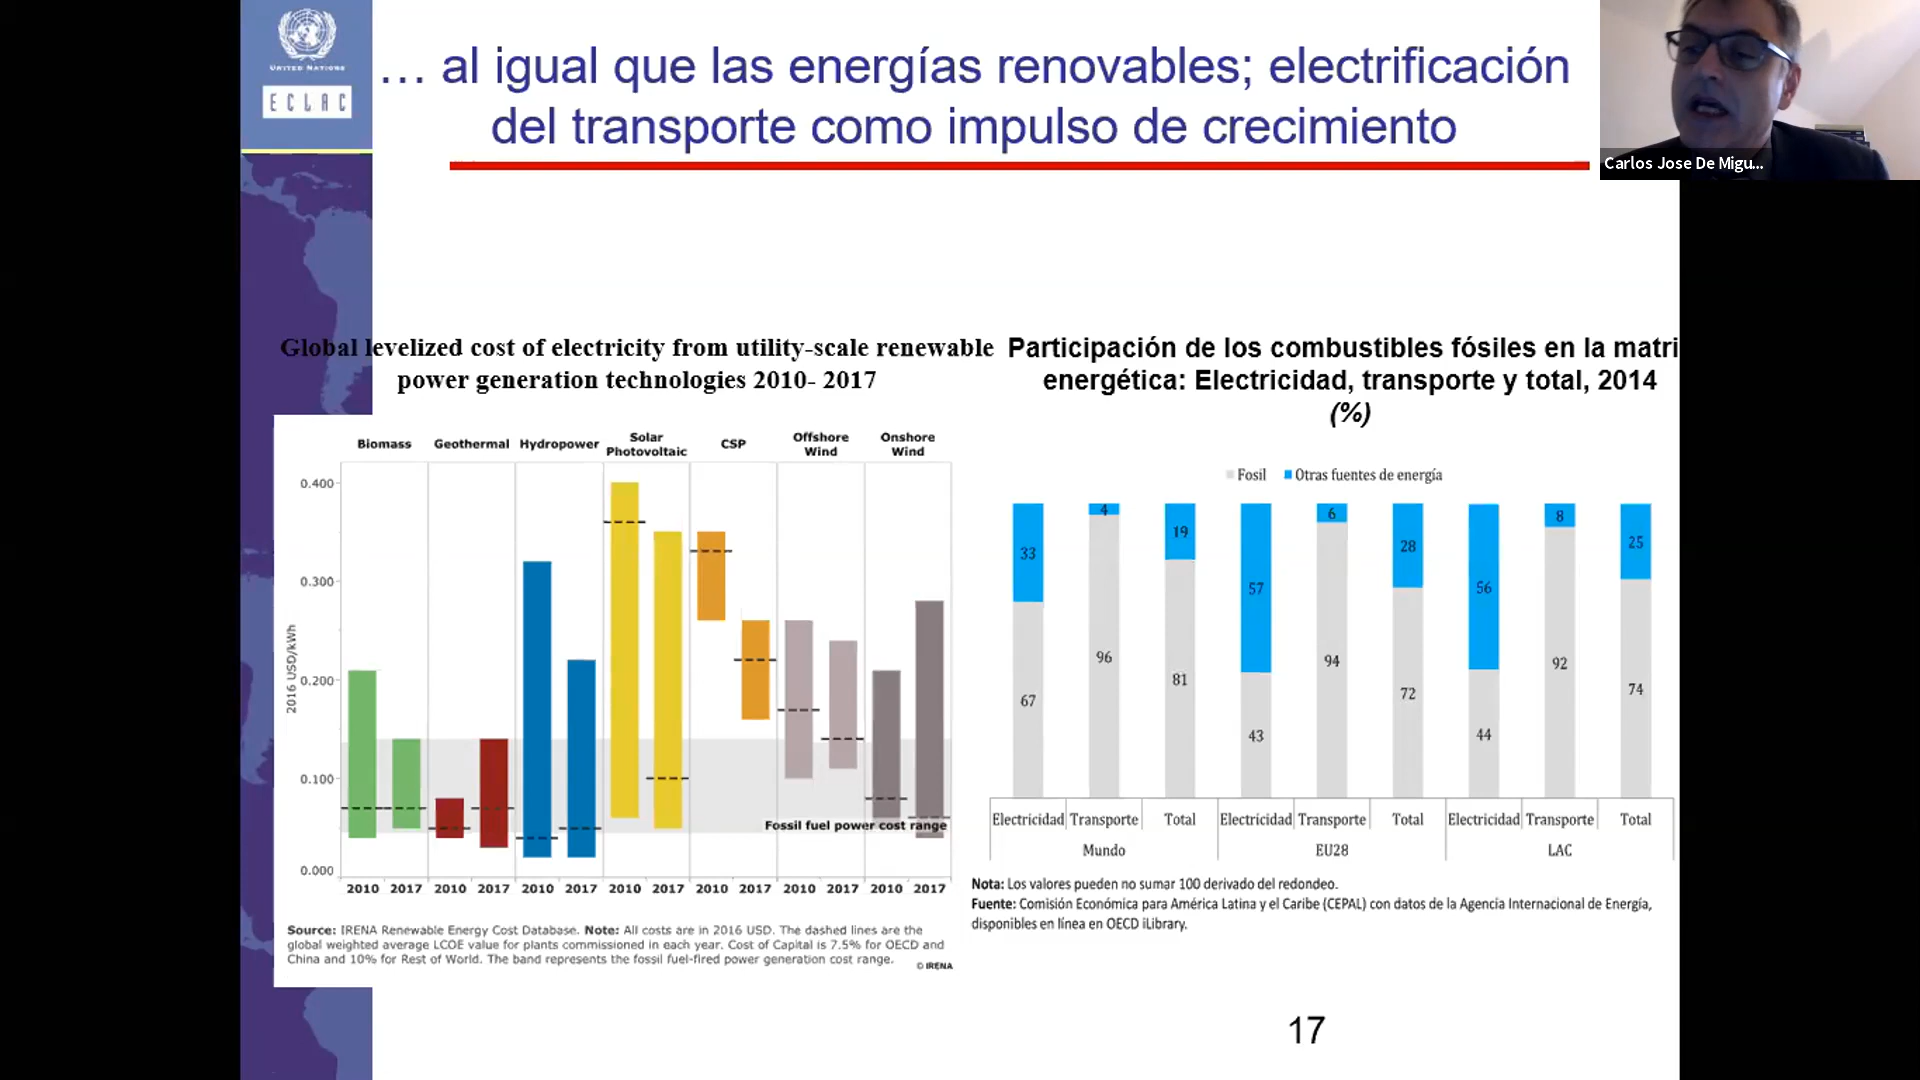 UNITED NATIONS
ECLAC
… al igual que las energías renovables; electrificación
del transporte como impulso de crecimiento
Carlos Jose De Migu...
Global levelized cost of electricity from utility-scale renewable
power generation technologies 2010- 2017
Biomass Geothermal Hydropower Solar Photovoltaic CSP Offshore Wind Onshore Wind
0.400
0.300
0.200
0.100
0.000
2016 USD/kWh
Fossil fuel power cost range
2010 2017 2010 2017 2010 2017 2010 2017 2010 2017 2010 2017 2010 2017
Source: IRENA Renewable Energy Cost Database. Note: All costs are in 2016 USD. The dashed lines are the
global weighted average LCOE value for plants commissioned in each year. Cost of Capital is 7.5% for OECD and
China and 10% for Rest of World. The band represents the fossil fuel-fired power generation cost range.
© IRENA
Participación de los combustibles fósiles en la matri
energética: Electricidad, transporte y total, 2014
(%)
Fosil Otras fuentes de energía
33 4 19 57 6 28 56 8 25
67 96 81 43 94 72 44 92 74
Electricidad Transporte Total Electricidad Transporte Total Electricidad Transporte Total
Mundo EU28 LAC
Nota: Los valores pueden no sumar 100 derivado del redondeo.
Fuente: Comisión Económica para América Latina y el Caribe (CEPAL) con datos de la Agencia Internacional de Energía,
disponibles en línea en OECD iLibrary.
17